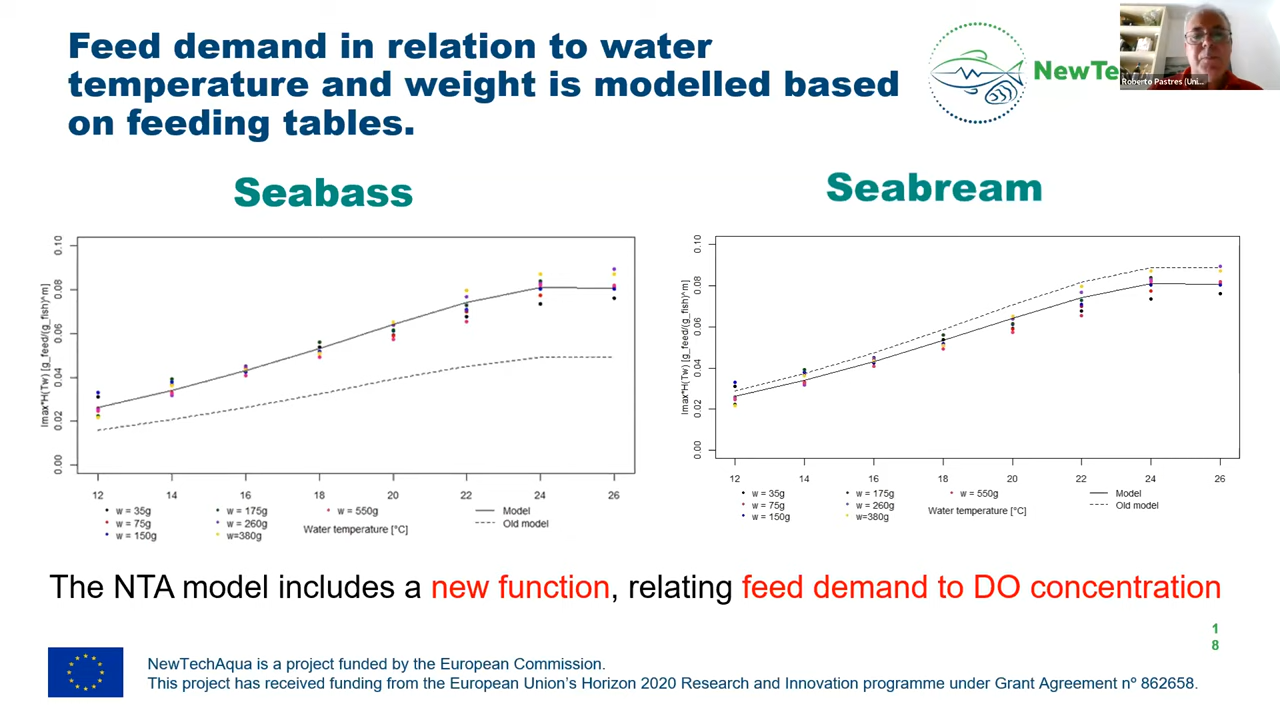 Feed demand in relation to water
temperature and weight is modelled based
on feeding tables.
NewTe
Roberto Pastres (Uni...
Seabass
Imax*H(Tw) [g_feed/(g_fish)^m]
0.10
0.08
0.06
0.04
0.02
0.00
12 14 16 18 20 22 24 26
w = 35g w = 175g w = 550g Model
w = 75g w = 260g Water temperature [°C] Old model
w = 150g w=380g
Seabream
Imax*H(Tw) [g_feed/(g_fish)^m]
0.10
0.08
0.06
0.04
0.02
0.00
12 14 16 18 20 22 24 26
w = 35g w = 175g w = 550g Model
w = 75g w = 260g Water temperature [°C] Old model
w = 150g w=380g
The NTA model includes a new function, relating feed demand to DO concentration
1
8
NewTechAqua is a project funded by the European Commission.
This project has received funding from the European Union's Horizon 2020 Research and Innovation programme under Grant Agreement nº 862658.